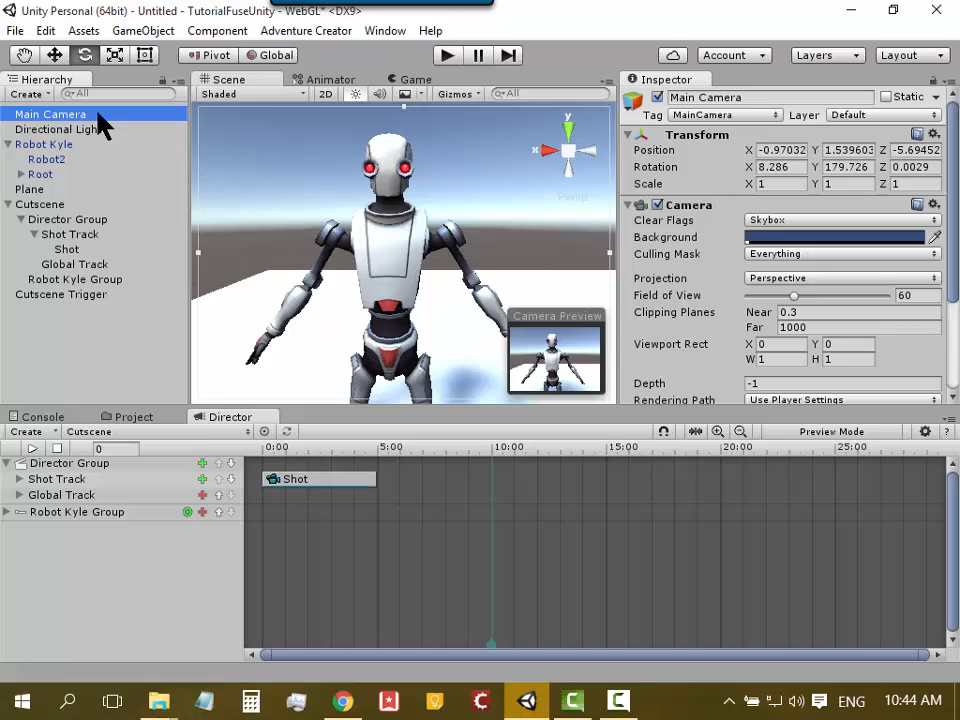 Unity Personal (64bit) - Untitled - TutorialFuseUnity - WebGL* <DX9>
File Edit Assets GameObject Component Adventure Creator Window Help
Pivot Global Account Layers Layout
Hierarchy Scene Animator Game Inspector
Create All Shaded 2D Gizmos All Main Camera Static
Tag MainCamera Layer Default
Main Camera
Directional Ligh
Robot Kyle
Robot2
Root
Plane
Cutscene
Director Group
Shot Track
Shot
Global Track
Robot Kyle Group
Cutscene Trigger
y
x
Persp
Camera Preview
Transform
Position X -0.97032 Y 1.539603 Z -5.69452
Rotation X 8.286 Y 179.726 Z 0.0029
Scale X 1 Y 1 Z 1
Camera
Clear Flags Skybox
Background
Culling Mask Everything
Projection Perspective
Field of View 60
Clipping Planes Near 0.3
Far 1000
Viewport Rect X 0 Y 0
W 1 H 1
Depth -1
Rendering Path Use Player Settings
Console Project Director
Create Cutscene Preview Mode ?
0 0:00 5:00 10:00 15:00 20:00 25:00
Director Group
Shot Track Shot
Global Track
Robot Kyle Group
ENG 10:44 AM